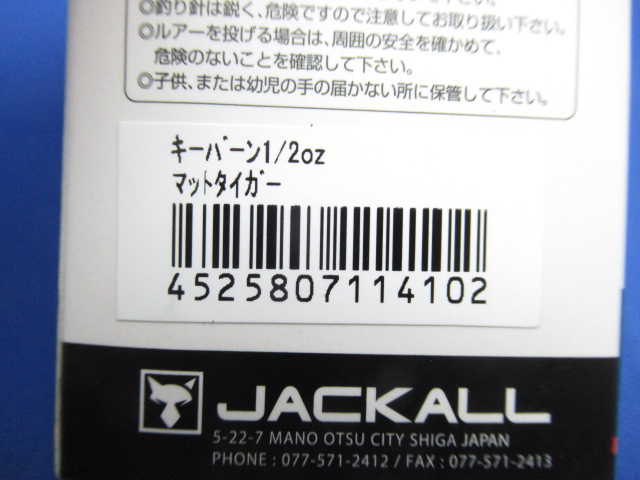 ◎釣り針は鋭く、危険ですので注意してお取り扱い下さい。
◎ルアーを投げる場合は、周囲の安全を確かめて、
危険のないことを確認して下さい。
◎子供、または幼児の手の届かない所に保管して下さい。
キーバーン1/2oz
マットタイガー
4525807114102
JACKALL
5-22-7 MANO OTSU CITY SHIGA JAPAN
PHONE : 077-571-2412 / FAX : 077-571-2413